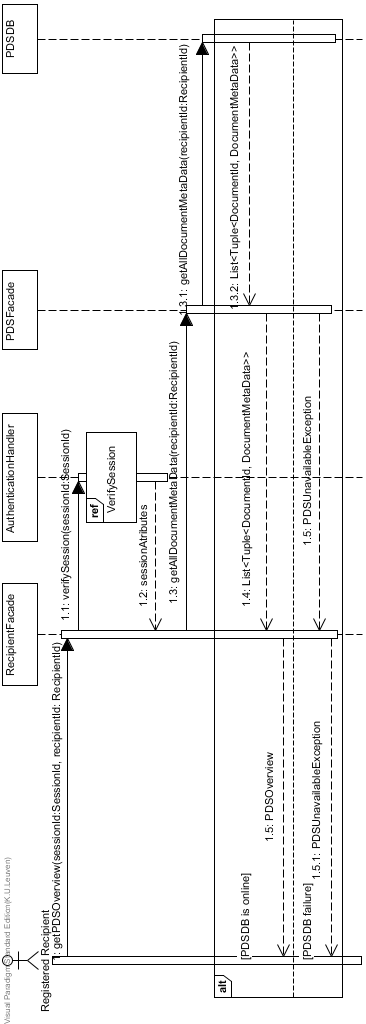 Visual Paradigm Standard Edition(K.U.Leuven)
Registered Recipient
RecipientFacade
AuthenticationHandler
PDSFacade
PDSDB
1: getPDSOverview(sessionId:SessionId, recipientId: RecipientId)
1.1: verifySession(sessionId:SessionId)
ref
VerifySession
1.2: sessionAtributes
1.3: getAllDocumentMetaData(recipientId:RecipientId)
1.3.1: getAllDocumentMetaData(recipientId:RecipientId)
alt
[PDSDB is online]
1.3.2: List<Tuple<DocumentId, DocumentMetaData>>
1.4: List<Tuple<DocumentId, DocumentMetaData>>
1.5: PDSOverview
[PDSDB failure]
1.5: PDSUnavailableException
1.5.1: PDSUnavailableException